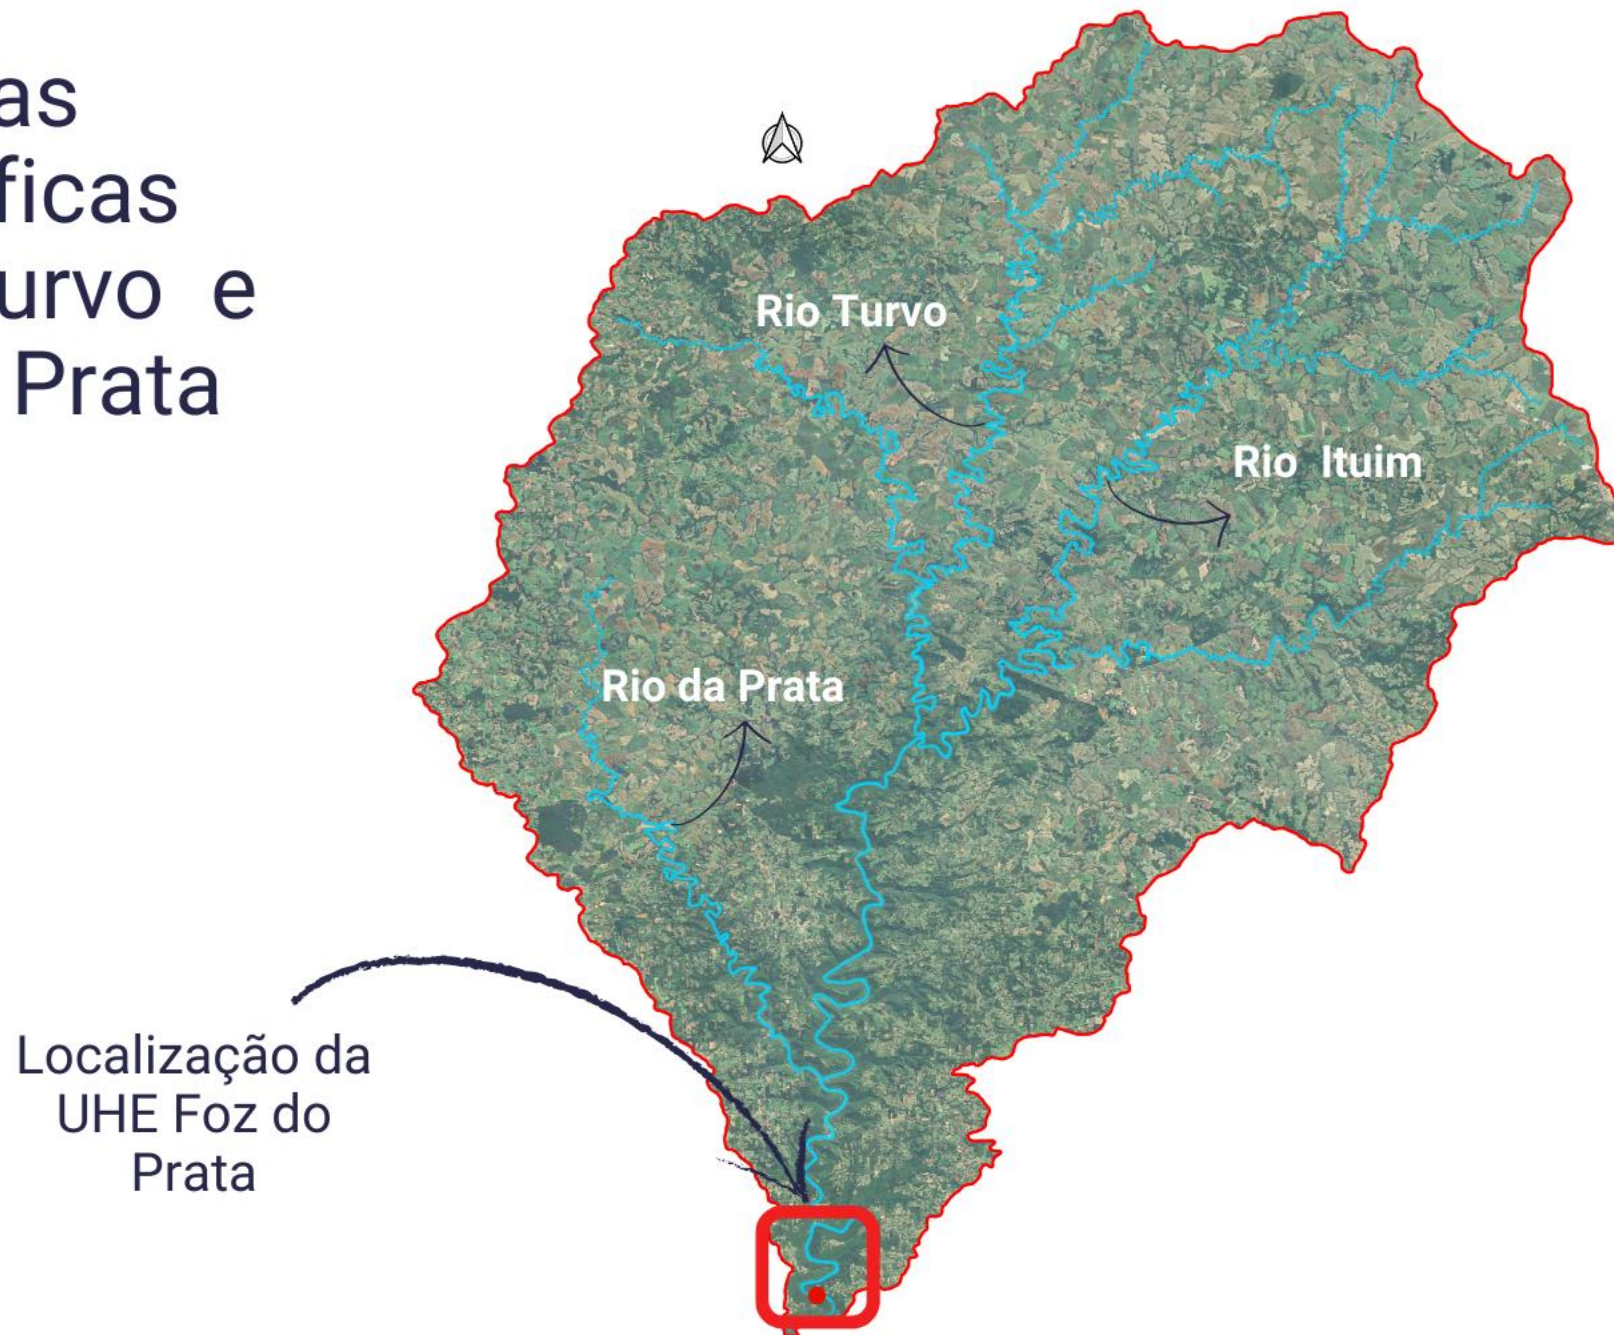 as
ficas
urvo e
Prata
Rio Turvo
Rio Ituim
Rio da Prata
Localização da
UHE Foz do
Prata